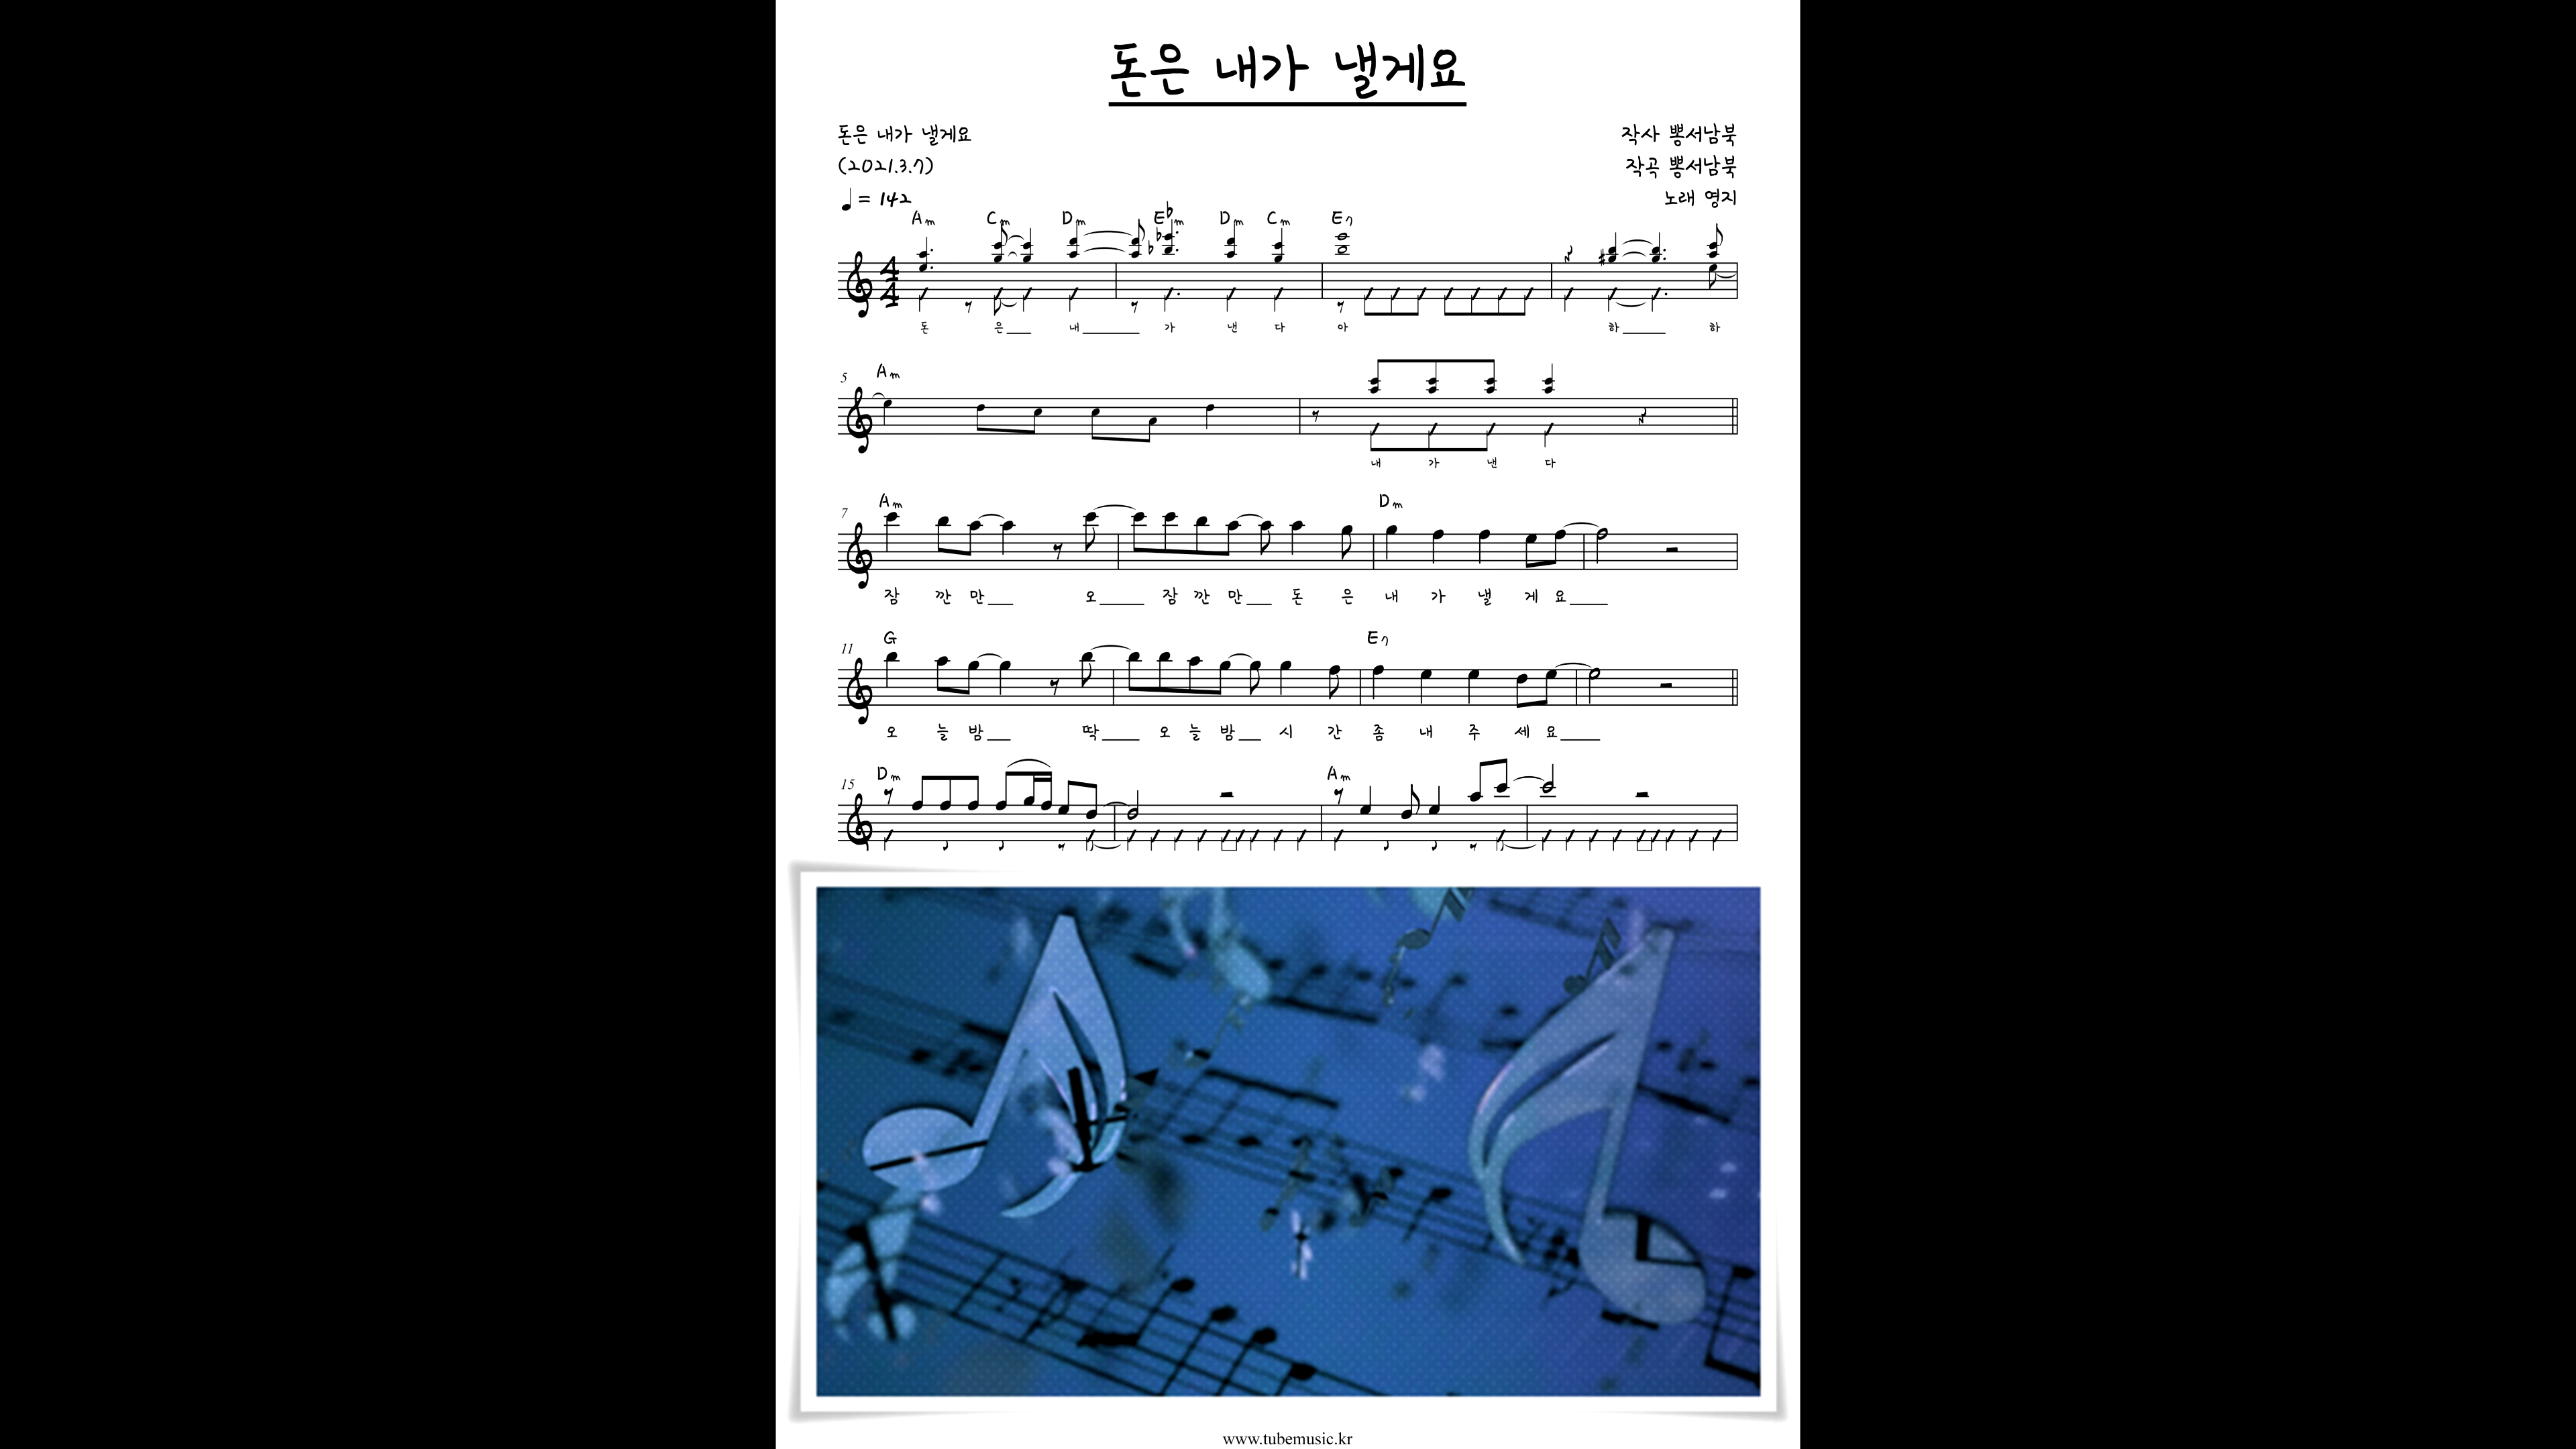 돈은 내가 낼게요
돈은 내가 낼게요
작사 뽕서남북
(2021.3.7)
작곡 뽕서남북
♩ = 142
노래 영지
Am Cm Dm E♭m Dm Cm E7
돈 은 내 가 낸 다 아 하 하
5 Am
내 가 낸 다
7 Am Dm
잠 깐 만 오 잠 깐 만 돈 은 내 가 낼 게 요
11 G E7
오 늘 밤 딱 오 늘 밤 시 간 좀 내 주 세 요
15 Dm Am
www.tubemusic.kr